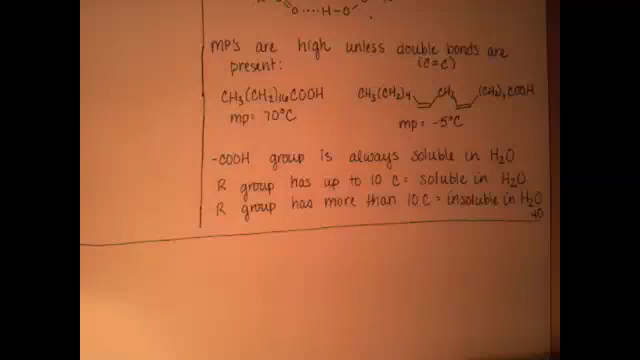 O ···· H-O
MP's are high unless double bonds are
present: (C=C)
CH3(CH2)16COOH CH3(CH2)4 CH2 (CH2)7COOH
mp= 70°C mp= -5°C
-COOH group is always soluble in H2O
R group has up to 10 C = soluble in H2O
R group has more than 10 C = insoluble in H2O
40